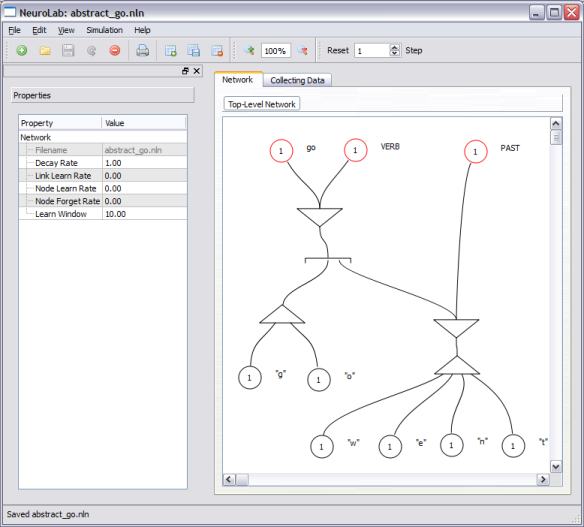 NeuroLab: abstract_go.nln
File Edit View Simulation Help
100% Reset 1 Step
Network Collecting Data
Properties
Top-Level Network
Property Value
Network
Filename abstract_go.nln
Decay Rate 1.00
Link Learn Rate 0.00
Node Learn Rate 0.00
Node Forget Rate 0.00
Learn Window 10.00
1 go 1 VERB 1 PAST
1 "g" 1 "o"
1 "w" 1 "e" 1 "n" 1 "t"
Saved abstract_go.nln